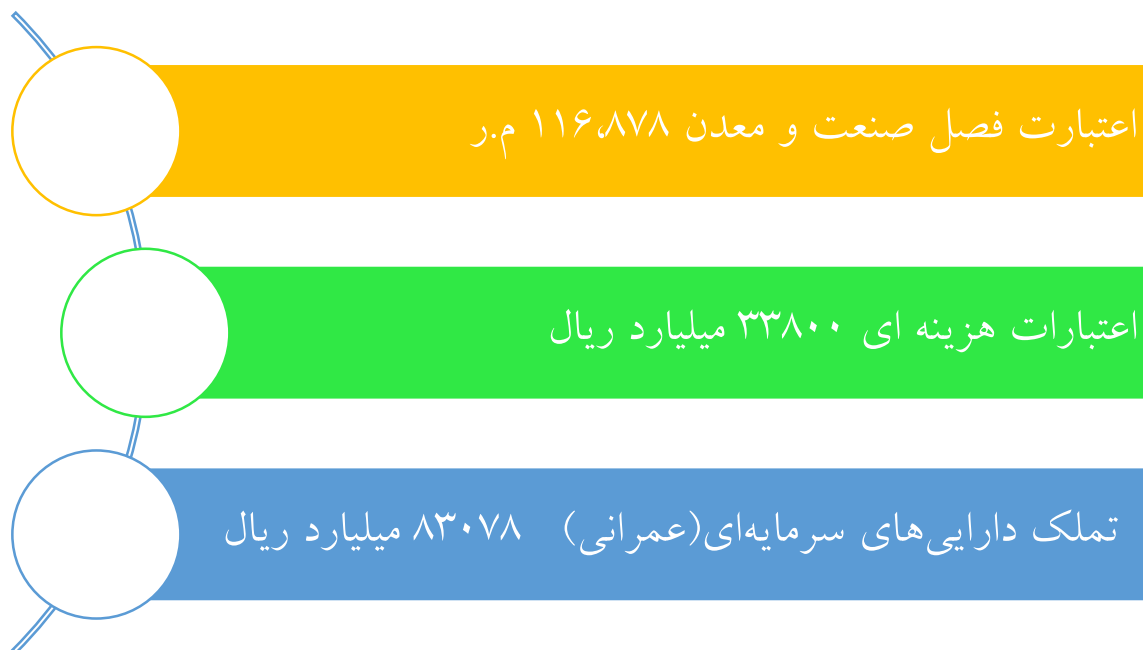 اعتبارت فصل صنعت و معدن ۱۱۶،۸۷۸ م.ر
اعتبارات هزینه ای ۳۳۸۰۰ میلیارد ریال
تملک دارایی‌های سرمایه‌ای(عمرانی) ۸۳۰۷۸ میلیارد ریال